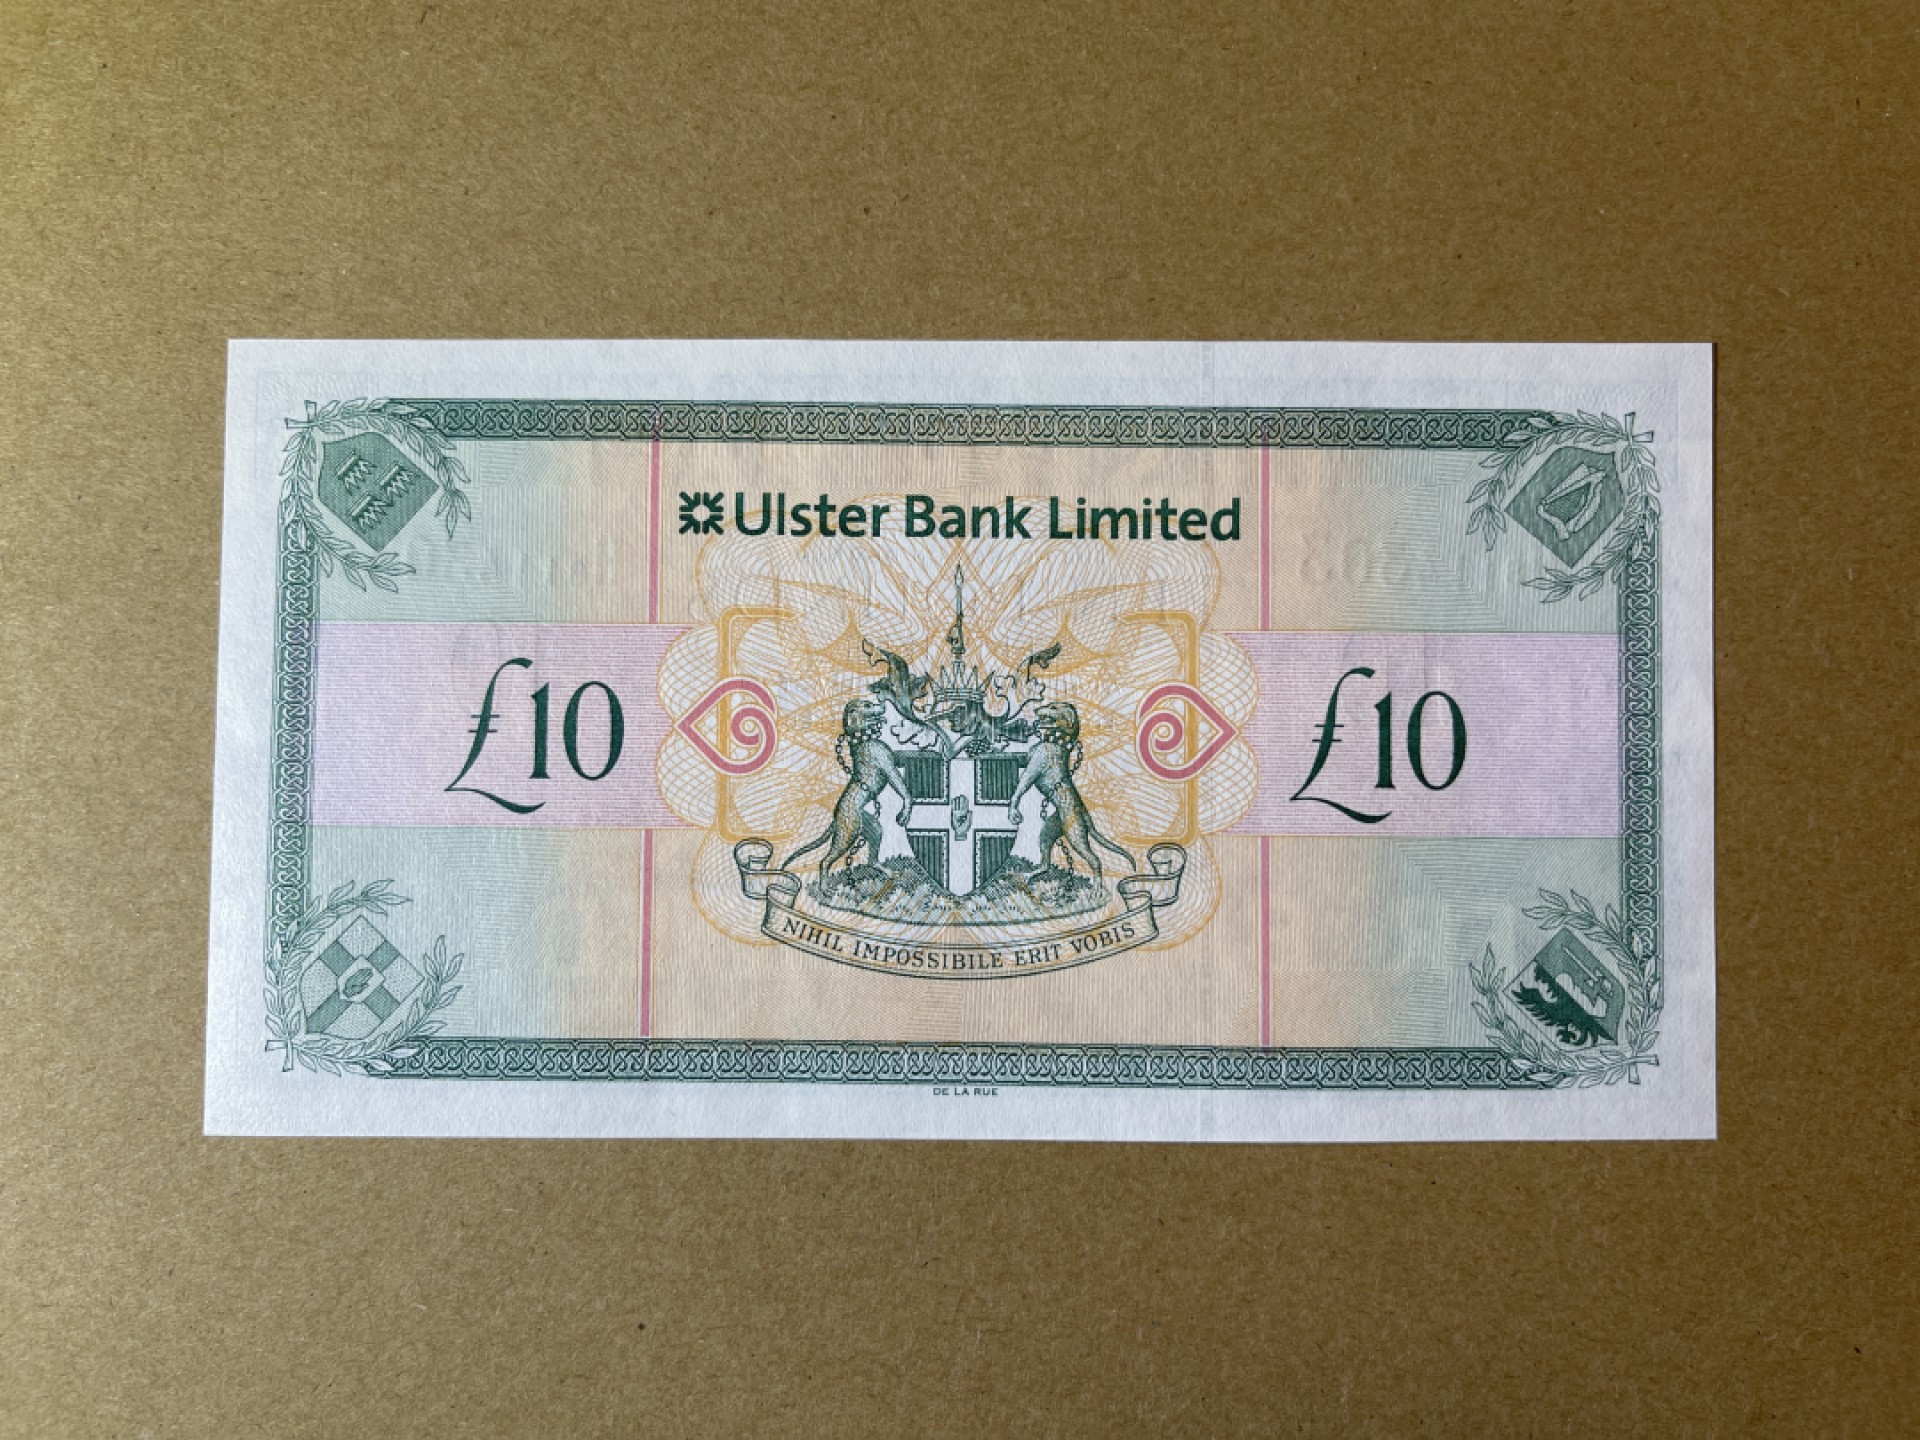 Ulster Bank Limited
£10
£10
NIHIL IMPOSSIBILE ERIT VOBIS
DE LA RUE